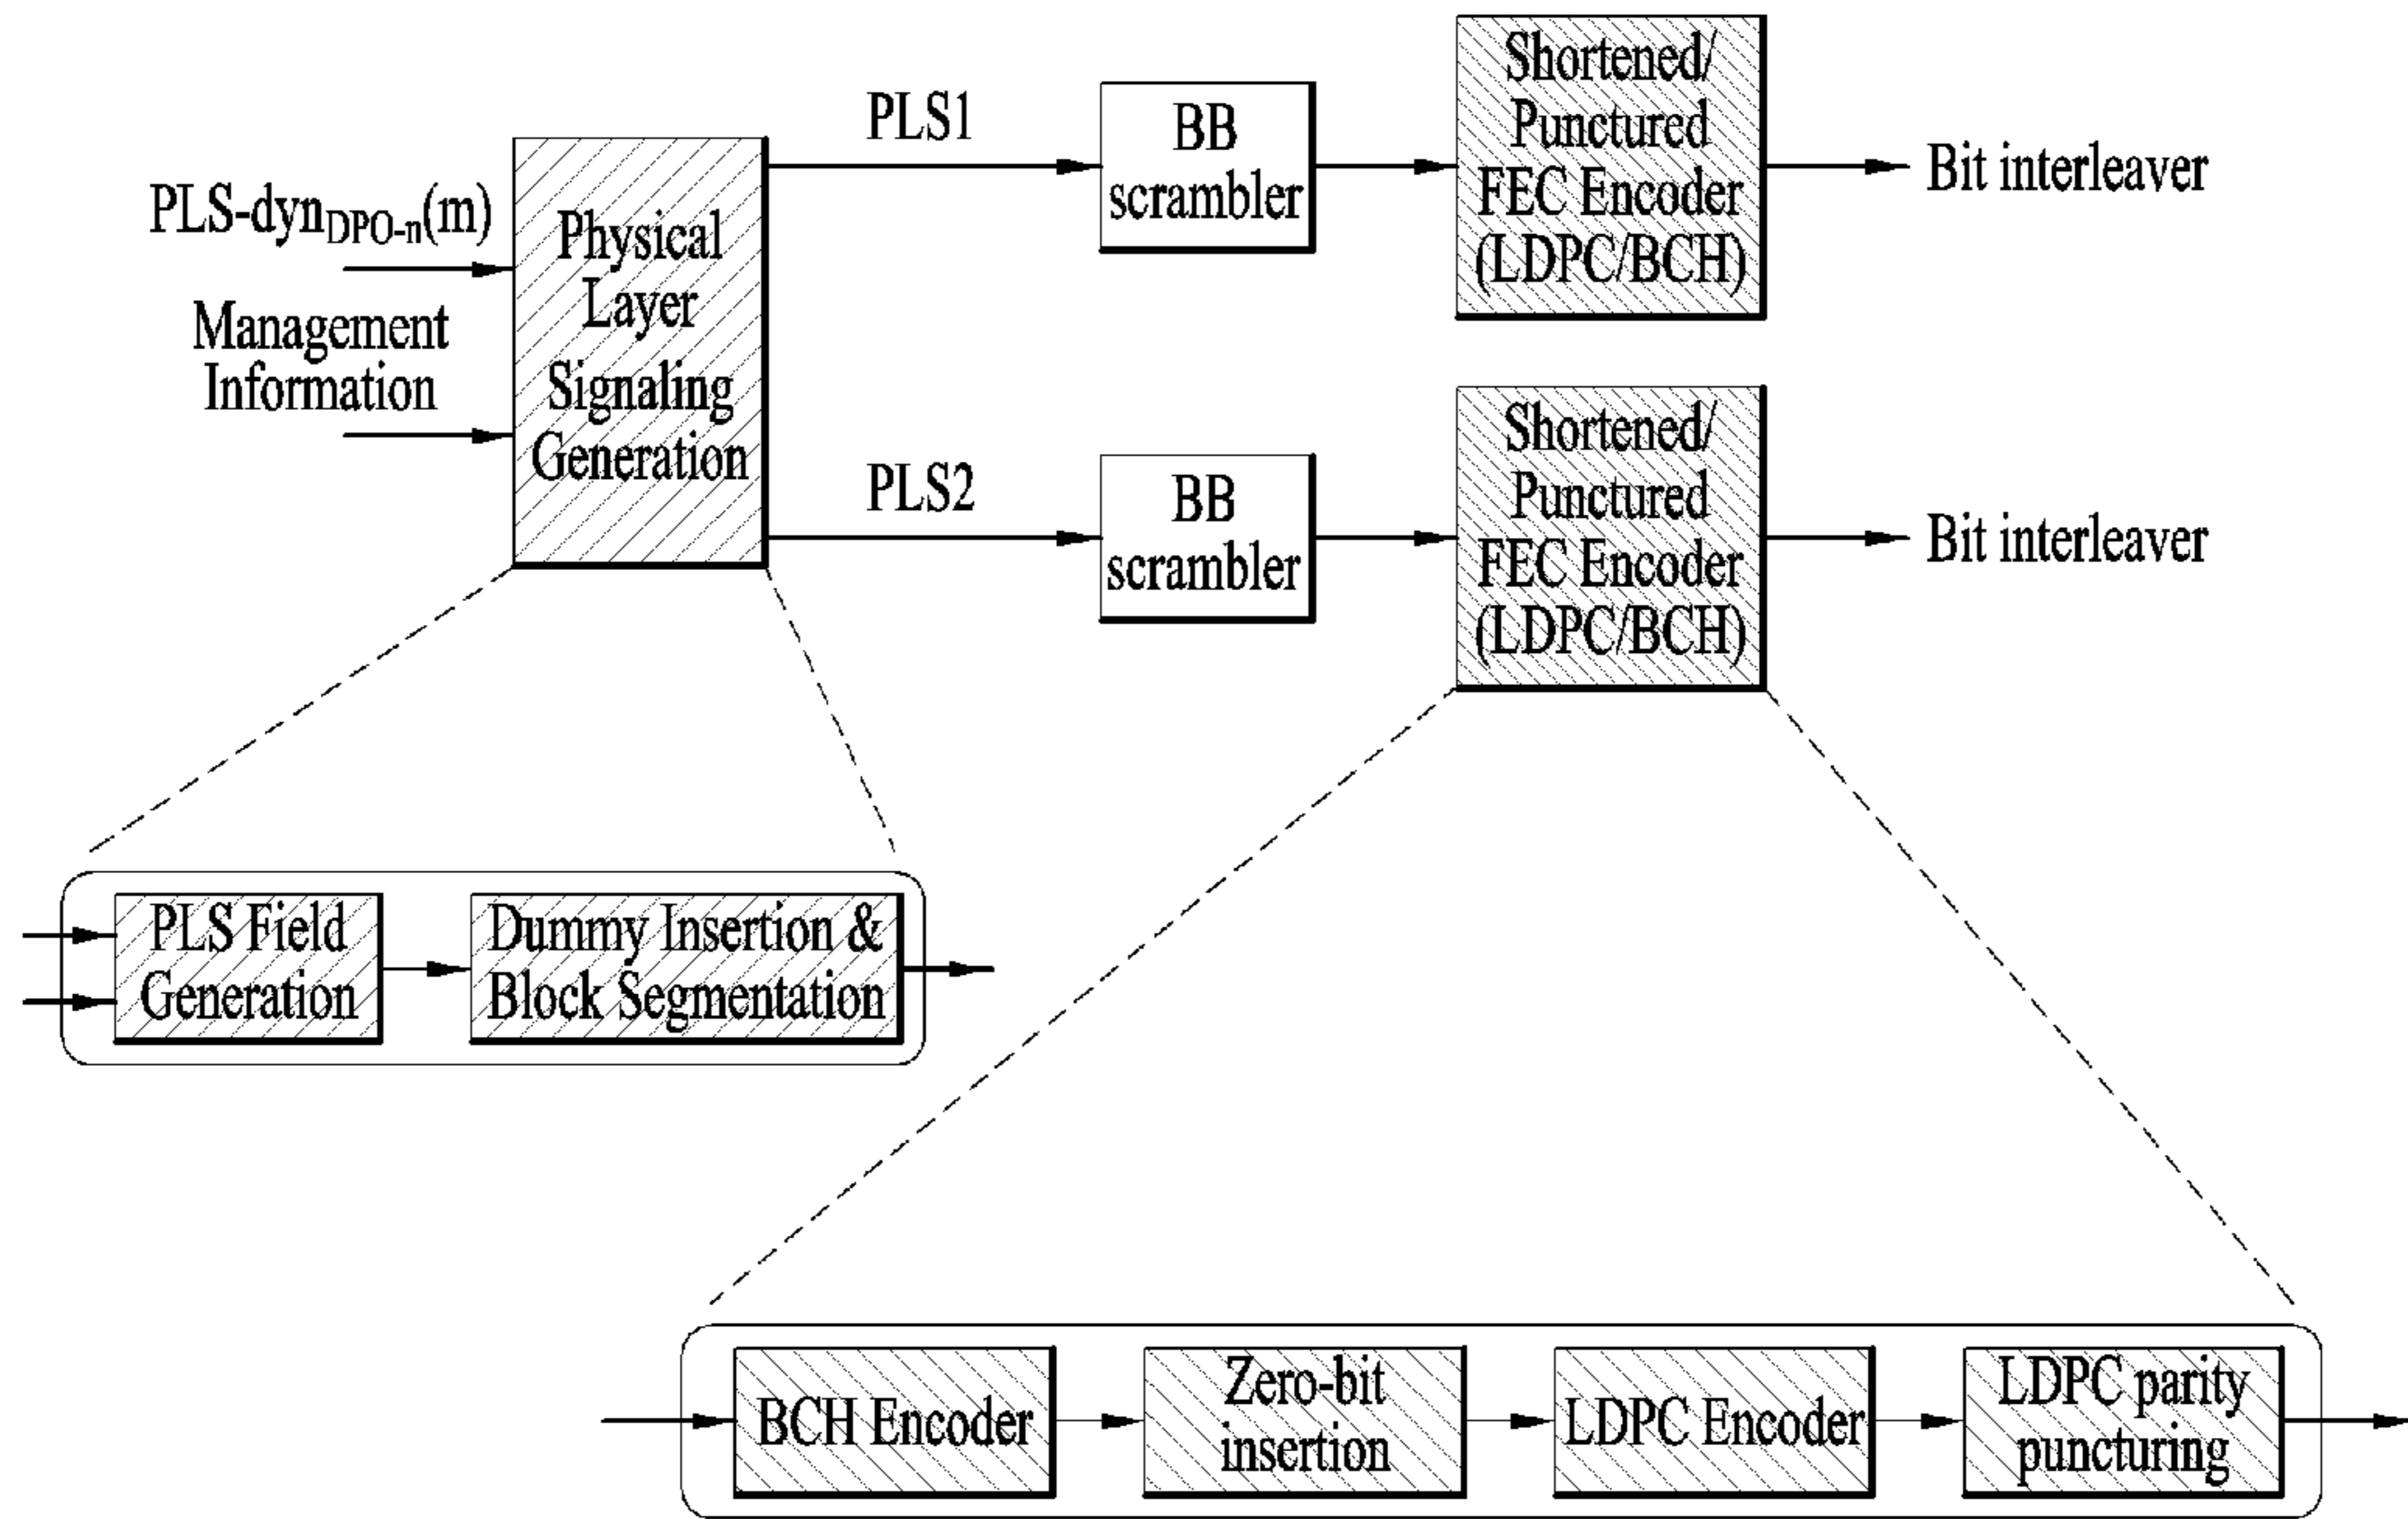 PLS-dynDPO-n(m)
Management
Information
Physical
Layer
Signaling
Generation
PLS1
BB
scrambler
Shortened/
Punctured
FEC Encoder
(LDPC/BCH)
Bit interleaver
PLS2
BB
scrambler
Shortened/
Punctured
FEC Encoder
(LDPC/BCH)
Bit interleaver
PLS Field
Generation
Dummy Insertion &
Block Segmentation
BCH Encoder
Zero-bit
insertion
LDPC Encoder
LDPC parity
puncturing